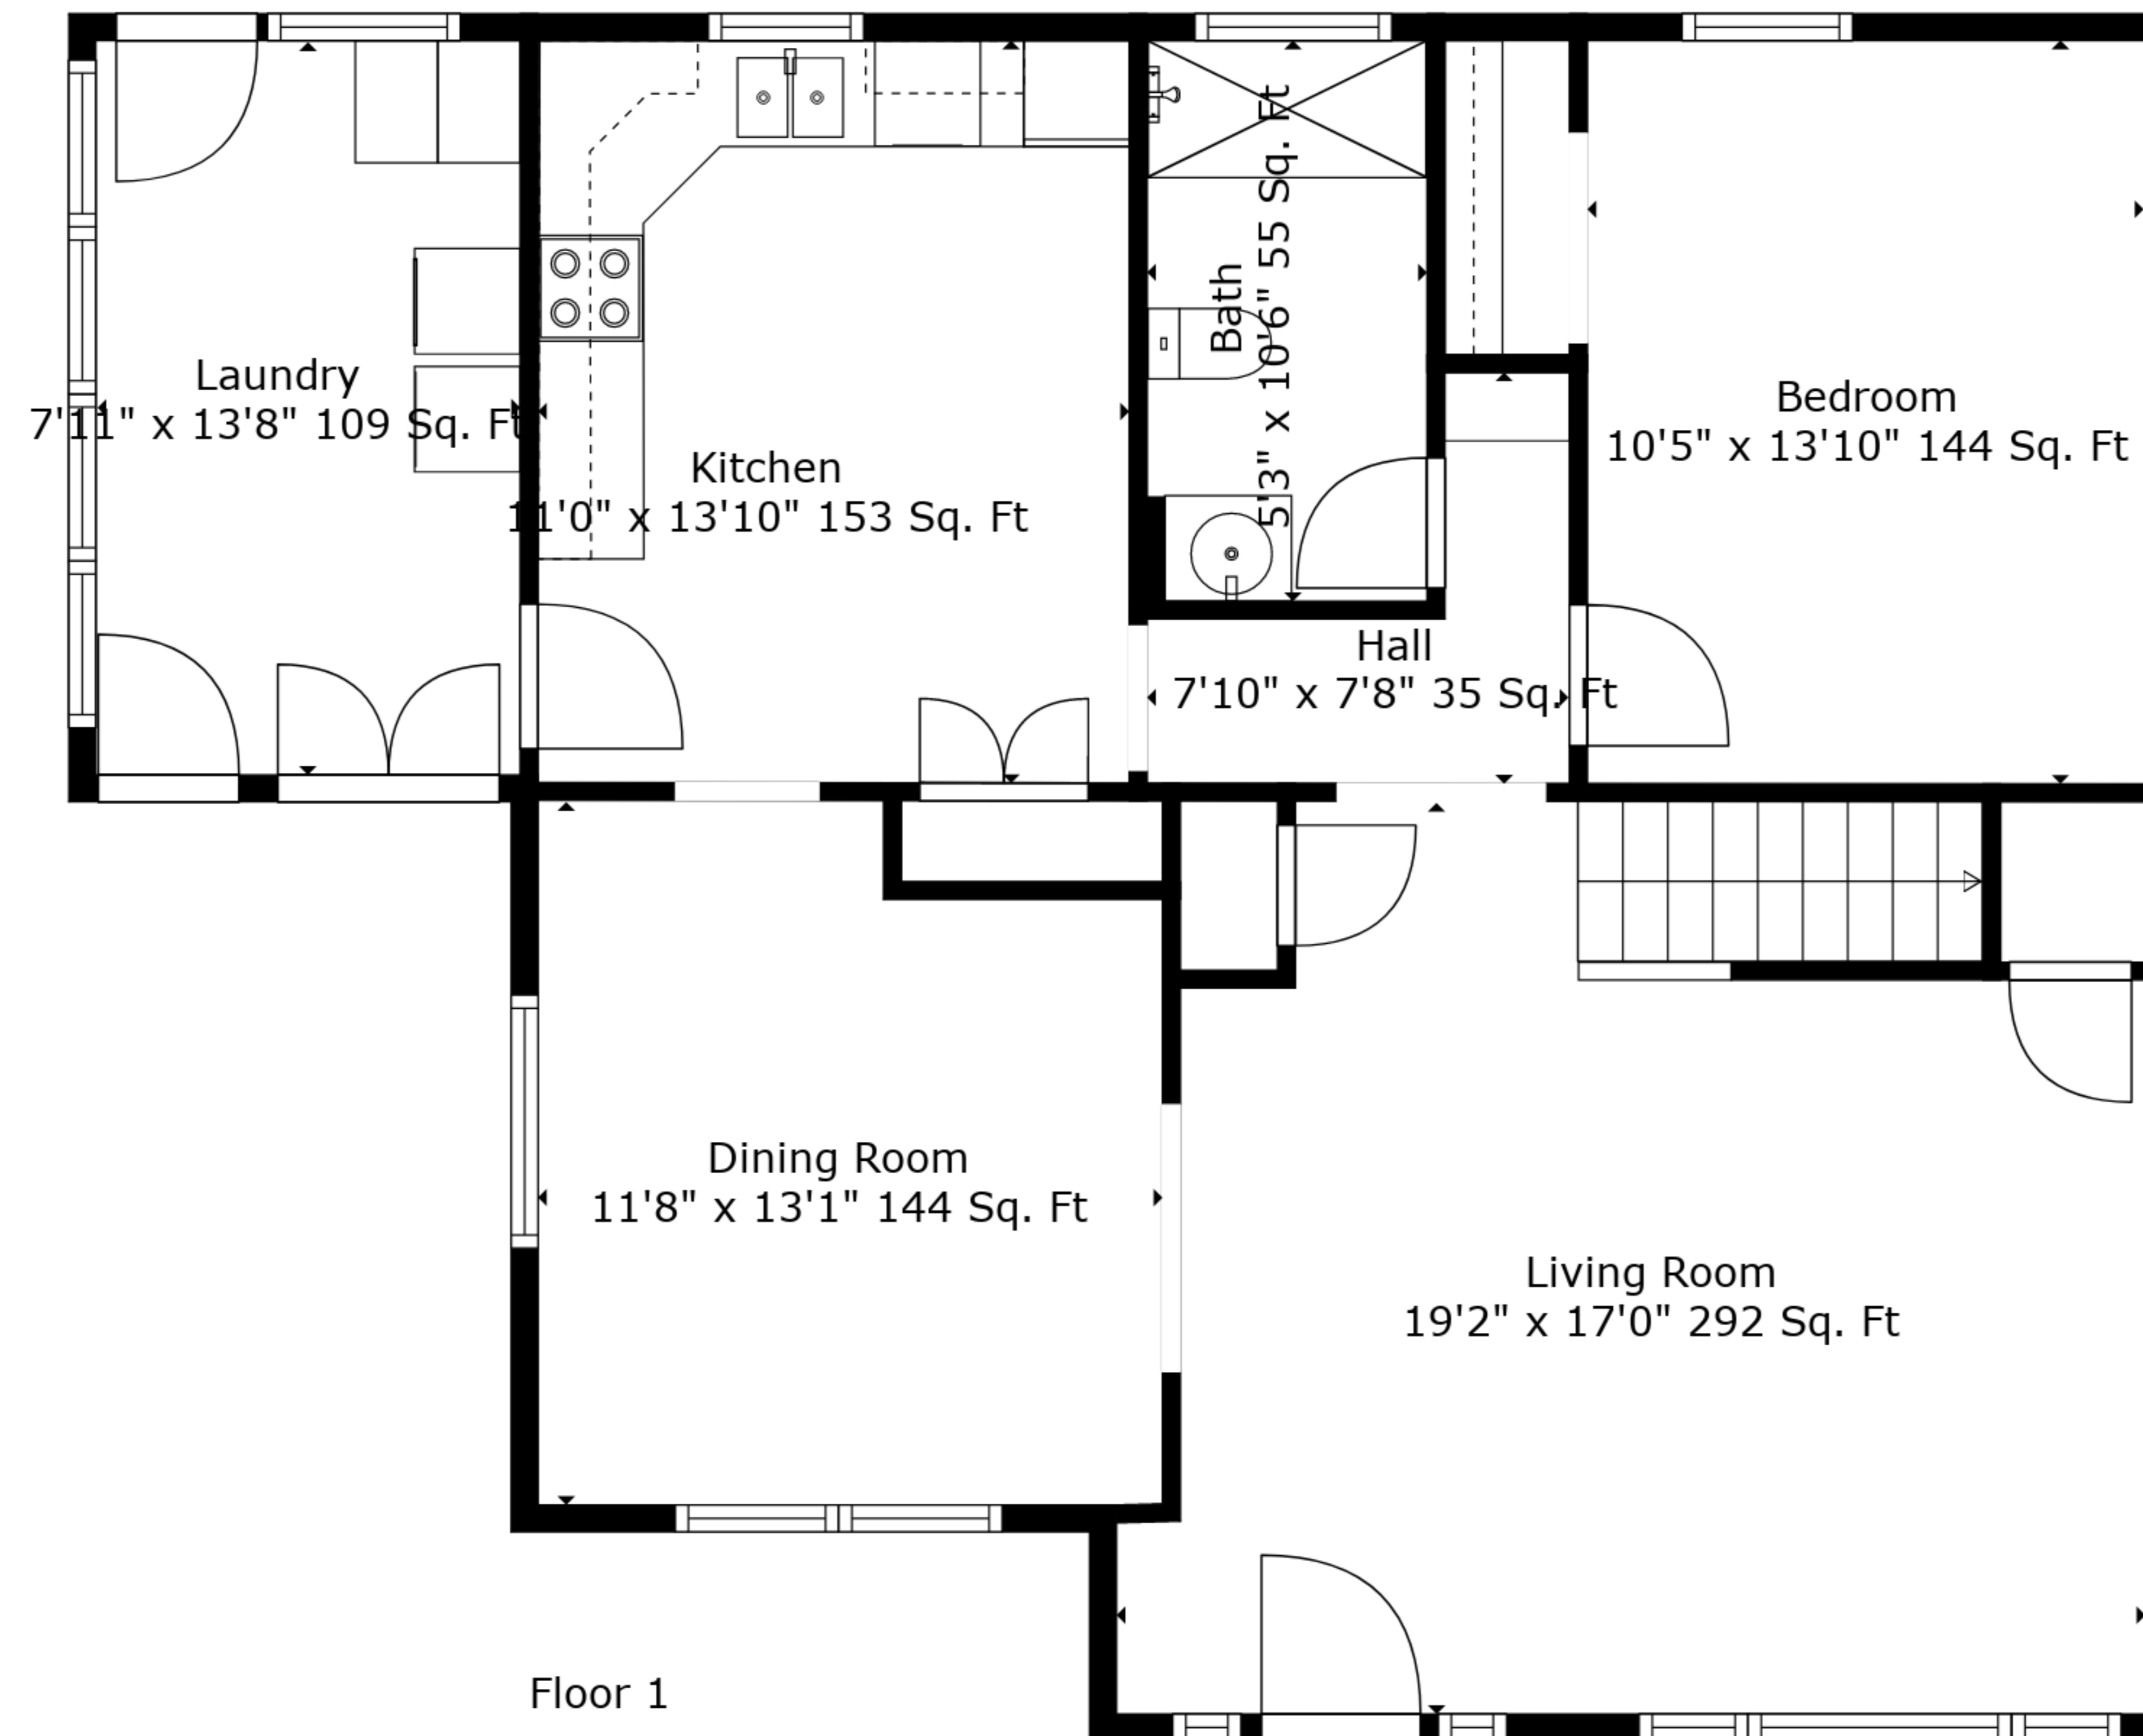 Laundry
7'11" x 13'8" 109 Sq. Ft
Kitchen
11'0" x 13'10" 153 Sq. Ft
Bath
5'3" x 10'6" 55 Sq. Ft
Bedroom
10'5" x 13'10" 144 Sq. Ft
Hall
7'10" x 7'8" 35 Sq. Ft
Dining Room
11'8" x 13'1" 144 Sq. Ft
Living Room
19'2" x 17'0" 292 Sq. Ft
Floor 1